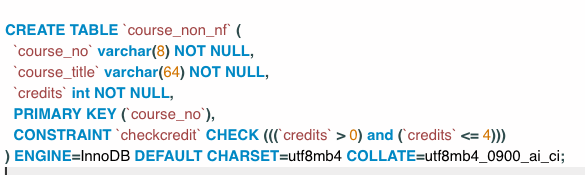 CREATE TABLE `course_non_nf` (
`course_no` varchar(8) NOT NULL,
`course_title` varchar(64) NOT NULL,
`credits` int NOT NULL,
PRIMARY KEY (`course_no`),
CONSTRAINT `checkcredit` CHECK (((`credits` > 0) and (`credits` <= 4)))
) ENGINE=InnoDB DEFAULT CHARSET=utf8mb4 COLLATE=utf8mb4_0900_ai_ci;